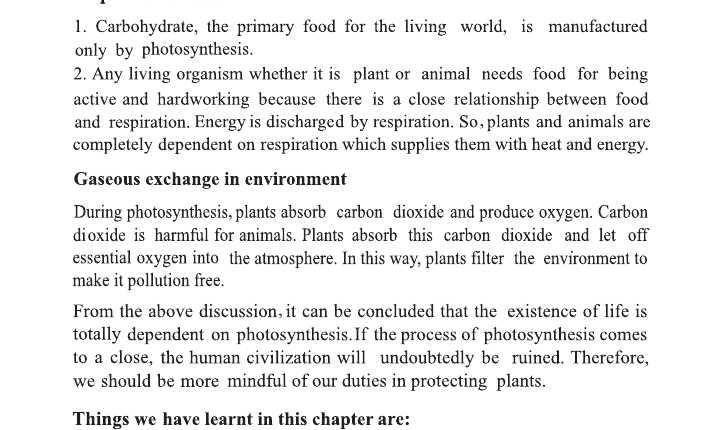 1. Carbohydrate, the primary food for the living world, is manufactured
only by photosynthesis.
2. Any living organism whether it is plant or animal needs food for being
active and hardworking because there is a close relationship between food
and respiration. Energy is discharged by respiration. So, plants and animals are
completely dependent on respiration which supplies them with heat and energy.
Gaseous exchange in environment
During photosynthesis, plants absorb carbon dioxide and produce oxygen. Carbon
dioxide is harmful for animals. Plants absorb this carbon dioxide and let off
essential oxygen into the atmosphere. In this way, plants filter the environment to
make it pollution free.
From the above discussion, it can be concluded that the existence of life is
totally dependent on photosynthesis. If the process of photosynthesis comes
to a close, the human civilization will undoubtedly be ruined. Therefore,
we should be more mindful of our duties in protecting plants.
Things we have learnt in this chapter are: